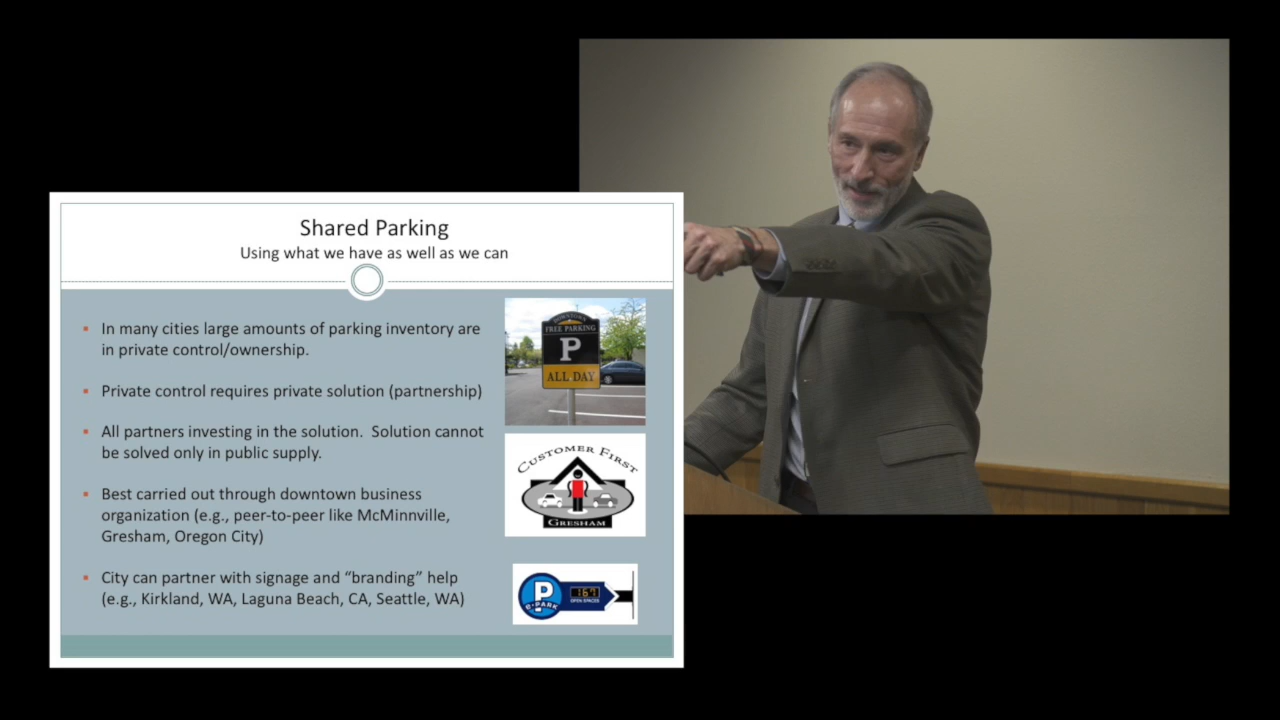 Shared Parking
Using what we have as well as we can
▪ In many cities large amounts of parking inventory are
in private control/ownership.
▪ Private control requires private solution (partnership)
▪ All partners investing in the solution.  Solution cannot
be solved only in public supply.
▪ Best carried out through downtown business
organization (e.g., peer-to-peer like McMinnville,
Gresham, Oregon City)
▪ City can partner with signage and “branding” help
(e.g., Kirkland, WA, Laguna Beach, CA, Seattle, WA)
DOWNTOWN
FREE PARKING
P
ALL DAY
CUSTOMER FIRST
GRESHAM
P
e-PARK
167
OPEN SPACES